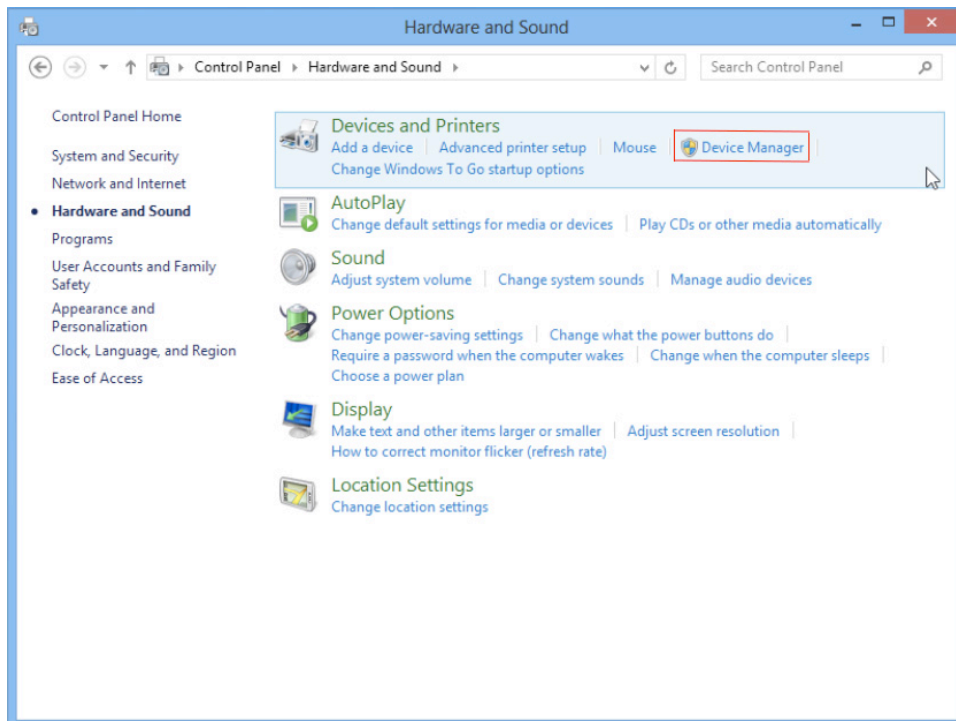 Hardware and Sound
Control Panel Hardware and Sound
Search Control Panel
Control Panel Home
System and Security
Network and Internet
Hardware and Sound
Programs
User Accounts and Family
Safety
Appearance and
Personalization
Clock, Language, and Region
Ease of Access
Devices and Printers
Add a device Advanced printer setup Mouse Device Manager
Change Windows To Go startup options
AutoPlay
Change default settings for media or devices Play CDs or other media automatically
Sound
Adjust system volume Change system sounds Manage audio devices
Power Options
Change power-saving settings Change what the power buttons do
Require a password when the computer wakes Change when the computer sleeps
Choose a power plan
Display
Make text and other items larger or smaller Adjust screen resolution
How to correct monitor flicker (refresh rate)
Location Settings
Change location settings